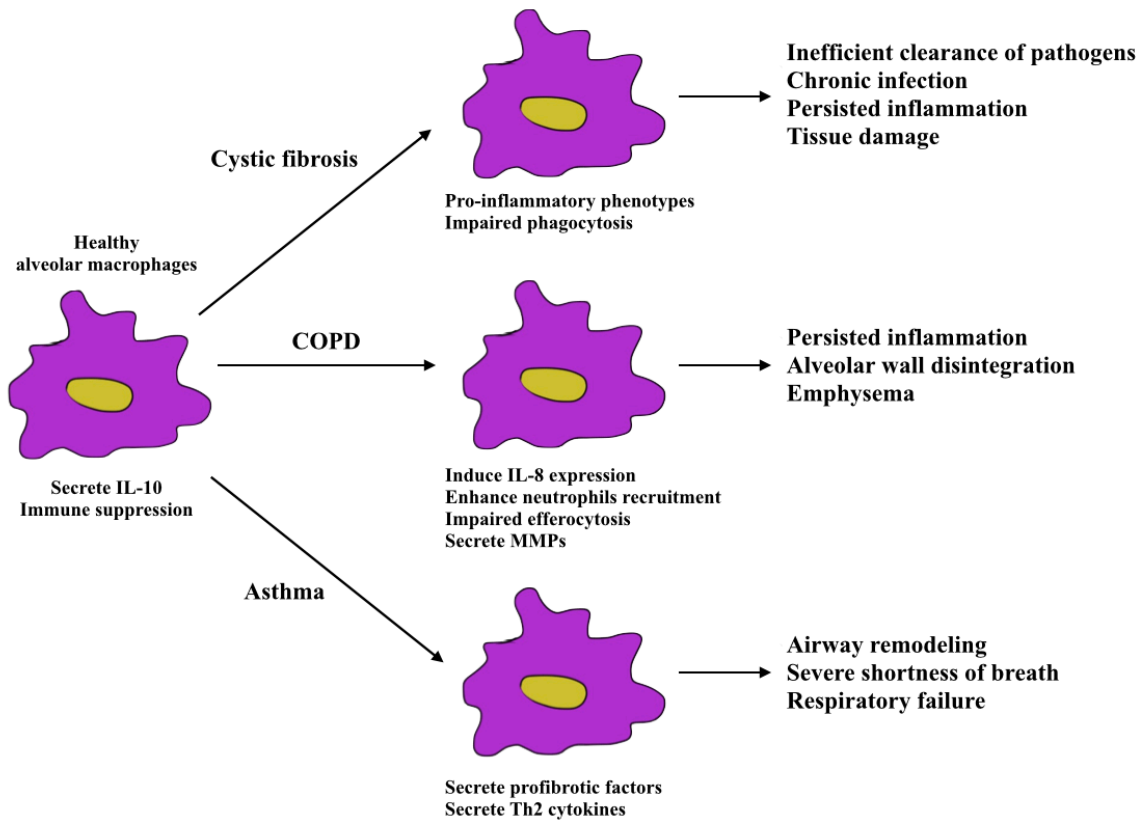 Healthy
alveolar macrophages
Secrete IL-10
Immune suppression
Cystic fibrosis
Pro-inflammatory phenotypes
Impaired phagocytosis
Inefficient clearance of pathogens
Chronic infection
Persisted inflammation
Tissue damage
COPD
Induce IL-8 expression
Enhance neutrophils recruitment
Impaired efferocytosis
Secrete MMPs
Persisted inflammation
Alveolar wall disintegration
Emphysema
Asthma
Secrete profibrotic factors
Secrete Th2 cytokines
Airway remodeling
Severe shortness of breath
Respiratory failure